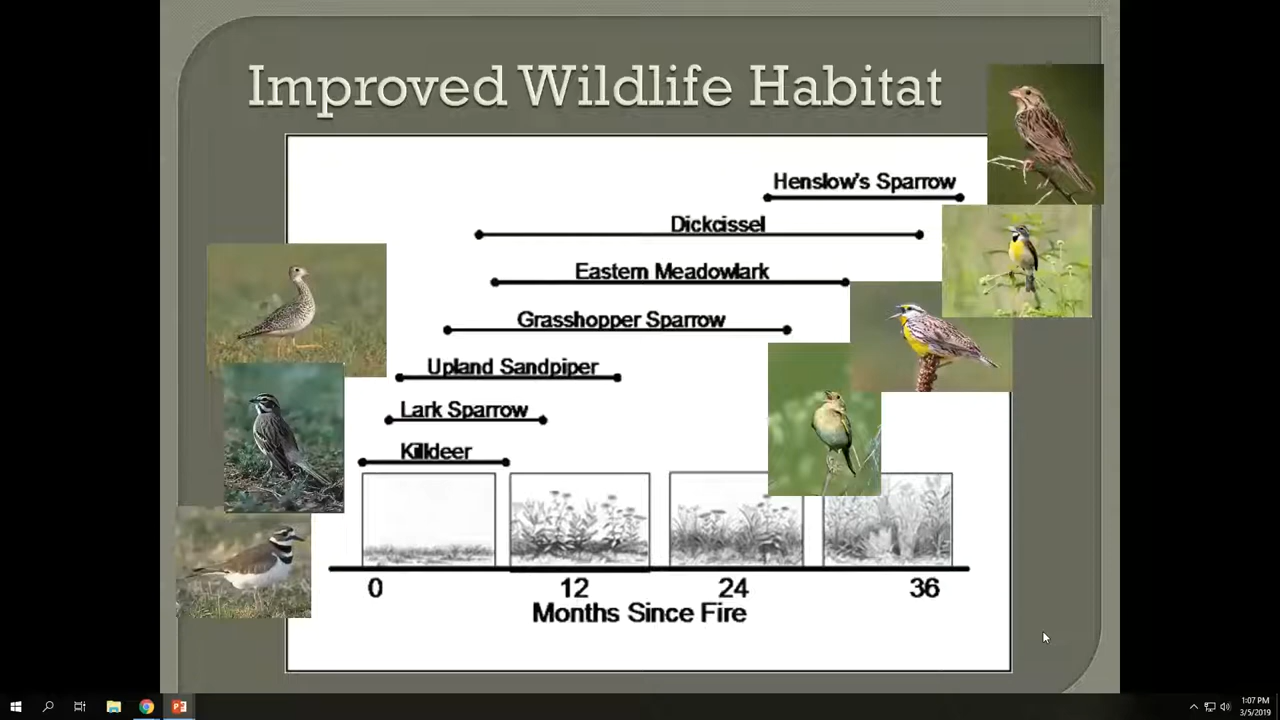 Improved Wildlife Habitat
Henslow's Sparrow
Dickcissel
Eastern Meadowlark
Grasshopper Sparrow
Upland Sandpiper
Lark Sparrow
Killdeer
0 12 24 36
Months Since Fire
1:07 PM
3/5/2019